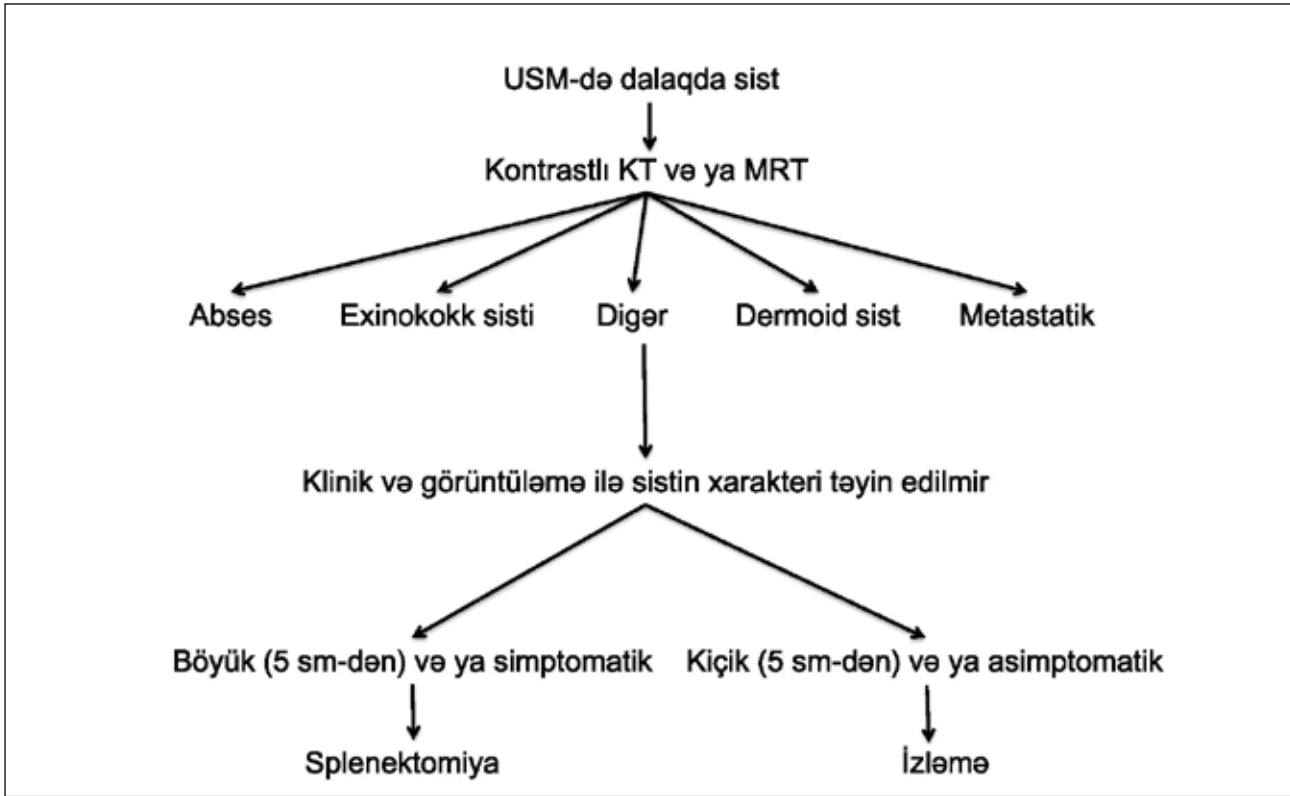 USM-də dalaqda sist
Kontrastlı KT və ya MRT
Abses
Exinokokk sisti
Digər
Dermoid sist
Metastatik
Klinik və görüntüləmə ilə sistin xarakteri təyin edilmir
Böyük (5 sm-dən) və ya simptomatik
Kiçik (5 sm-dən) və ya asimptomatik
Splenektomiya
İzləmə